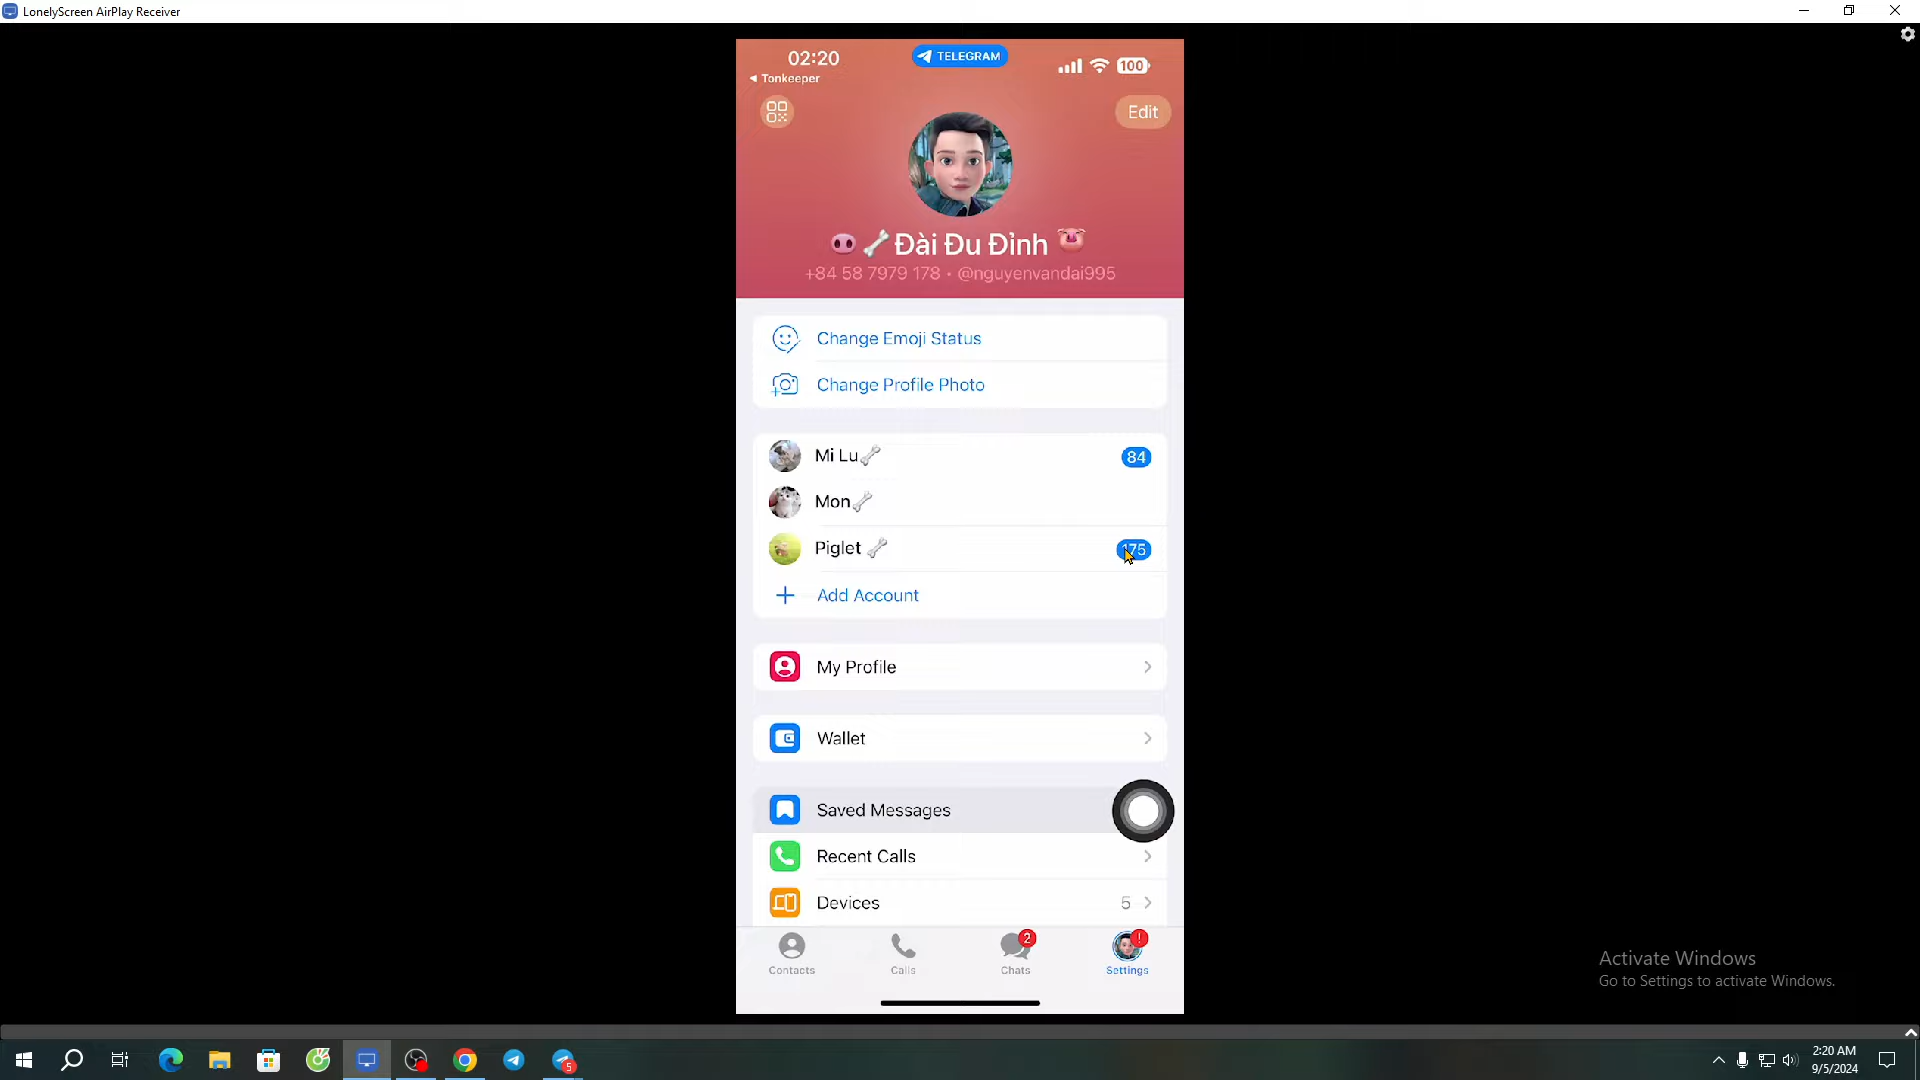 LonelyScreen AirPlay Receiver
02:20
TELEGRAM
100
◂ Tonkeeper
Edit
Đài Đu Đỉnh
+84 58 7979 178 • @nguyenvandai995
Change Emoji Status
Change Profile Photo
Mi Lu
84
Mon
Piglet
175
+ Add Account
My Profile
Wallet
Saved Messages
Recent Calls
Devices
5
2
!
Contacts
Calls
Chats
Settings
Activate Windows
Go to Settings to activate Windows.
5
2:20 AM
9/5/2024